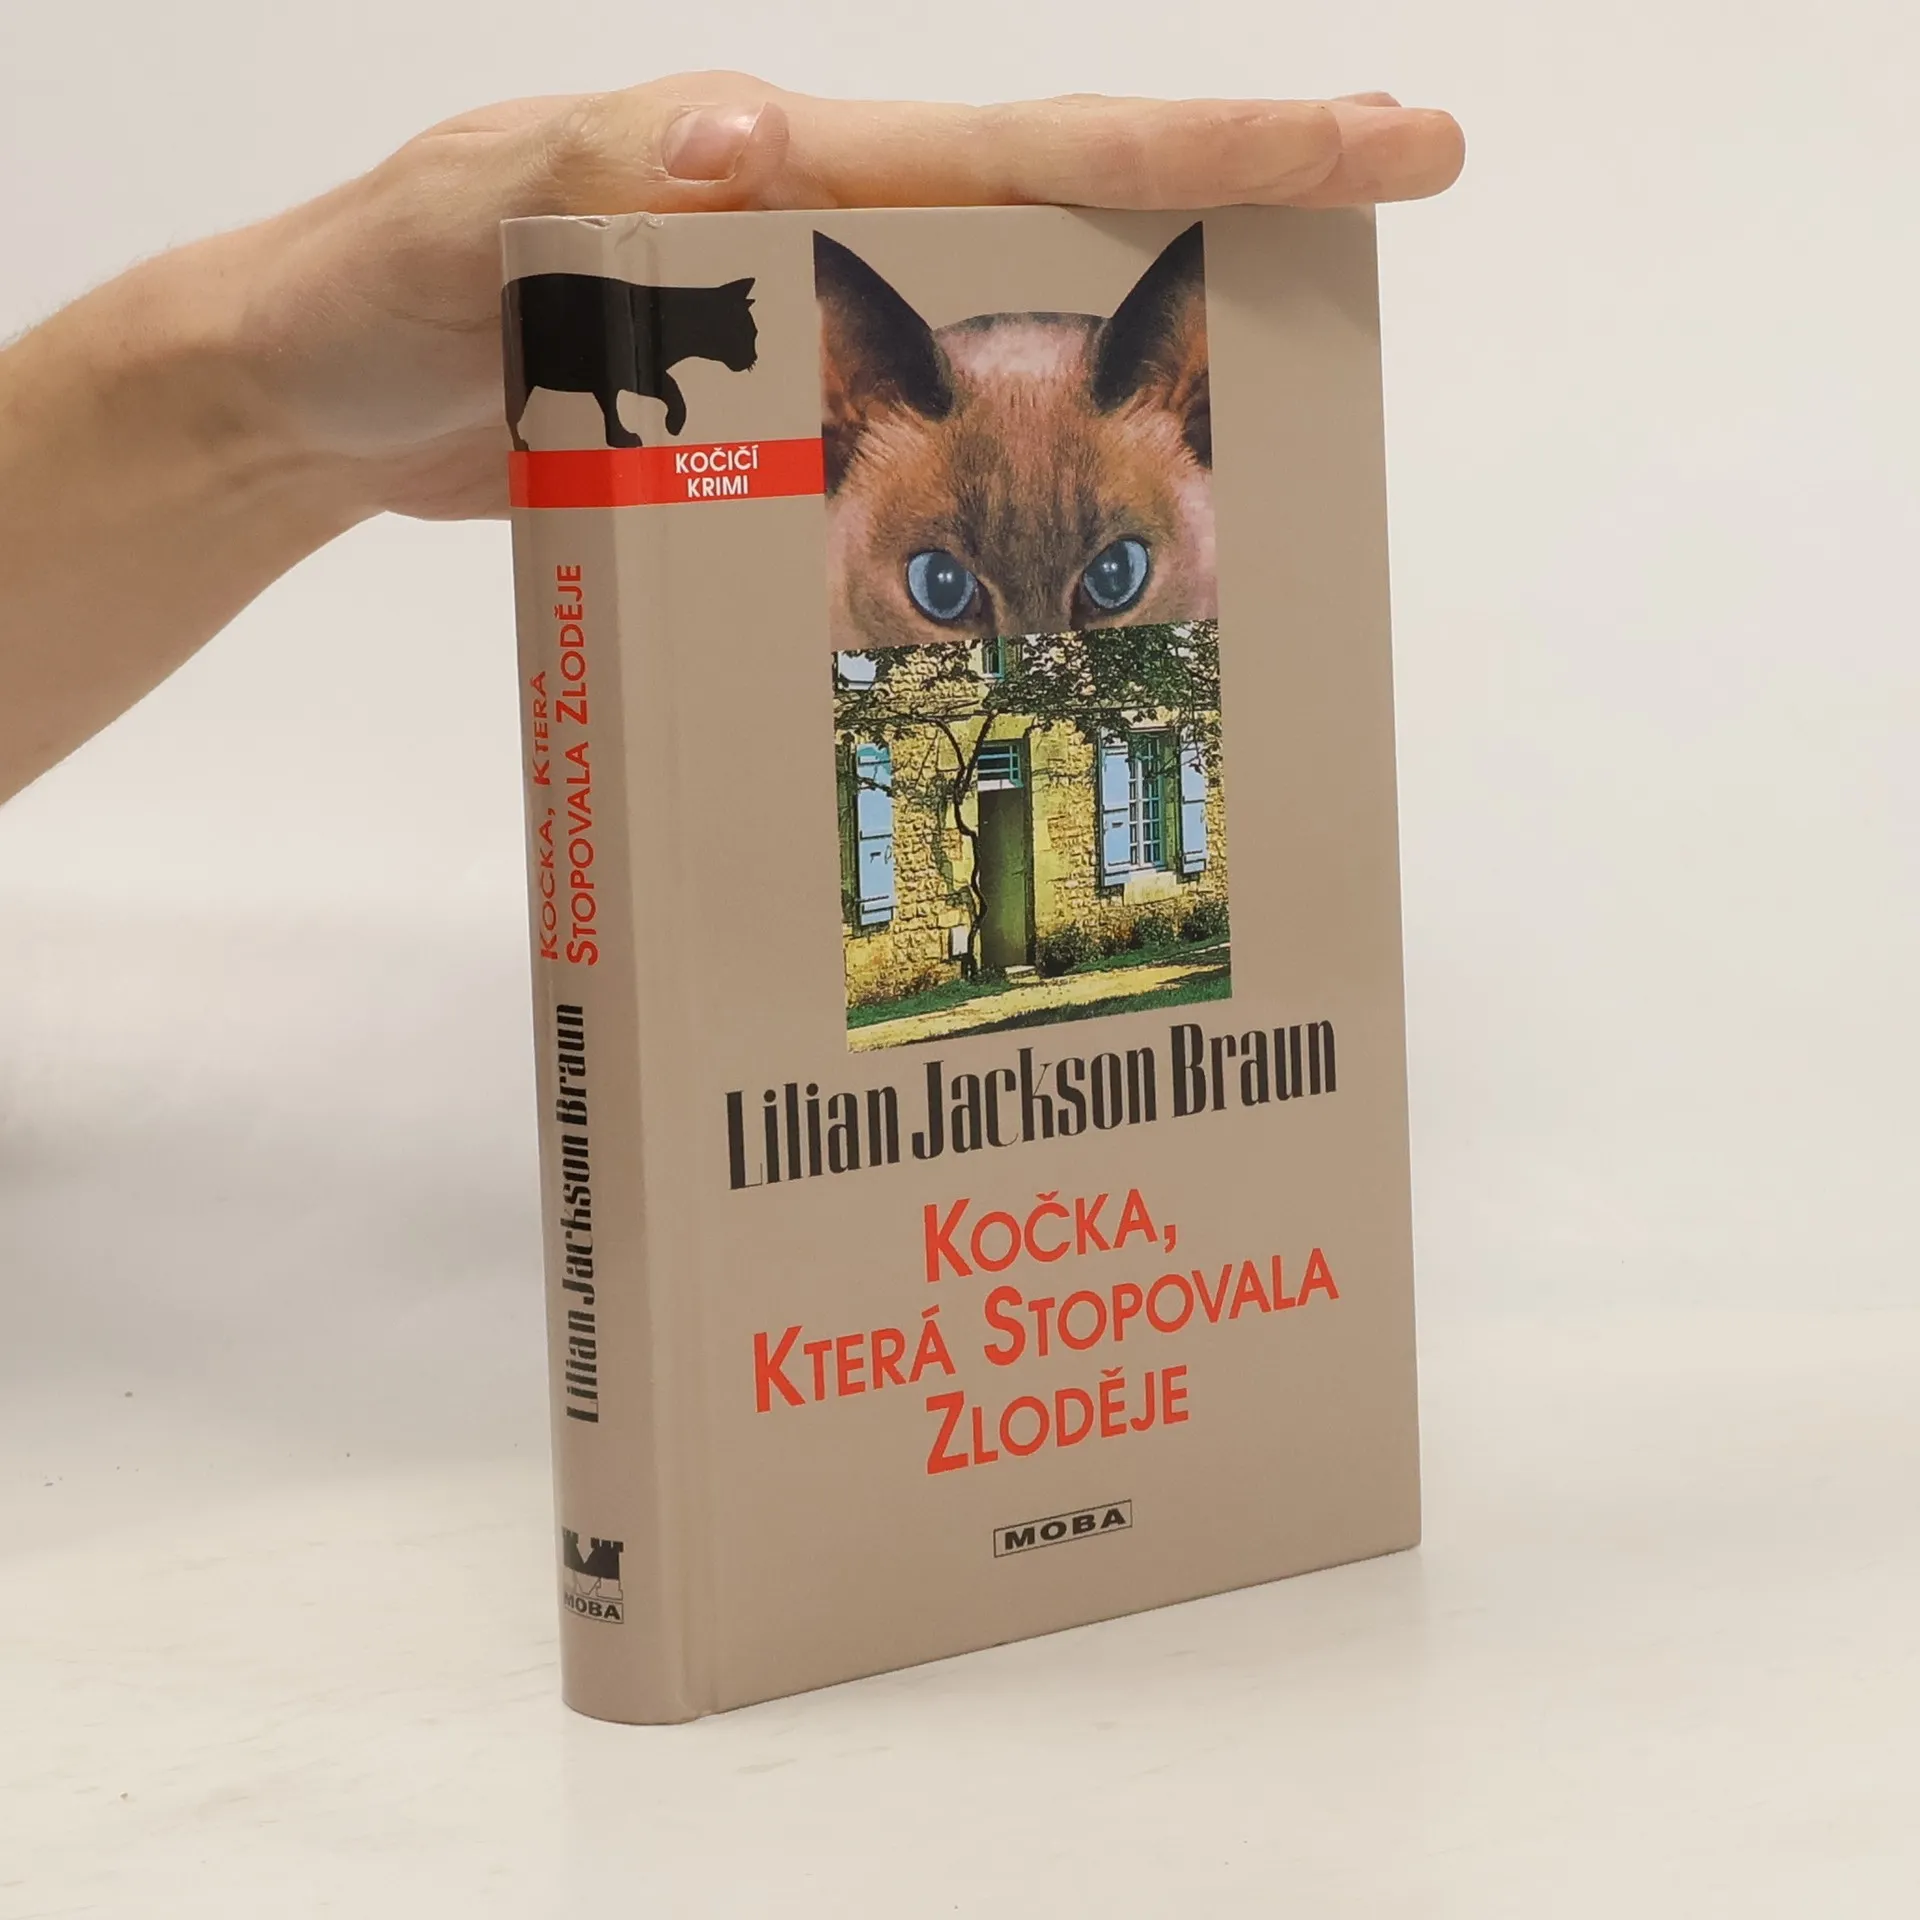 KOČIČÍ
KRIMI
KOČKA, KTERÁ
STOPOVALA ZLODĚJE
Lilian Jackson Braun
MOBA
Lilian Jackson Braun
KOČKA,
KTERÁ STOPOVALA
ZLODĚJE
MOBA